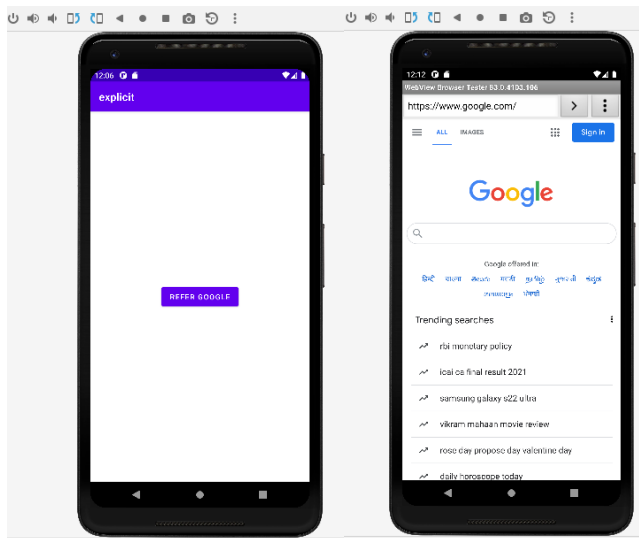 12:06
explicit
REFER GOOGLE
12:12
WebView Browser Tester 83.0.4103.106
https://www.google.com/
ALL IMAGES Sign in
Google
Google offered in:
हिन्दी বাংলা తెలుగు मराठी தமிழ் ગુજરાતી ಕನ್ನಡ
മലയാളം ਪੰਜਾਬੀ
Trending searches
rbi monetary policy
icai ca final result 2021
samsung galaxy s22 ultra
vikram mahaan movie review
rose day propose day valentine day
daily horoscope today